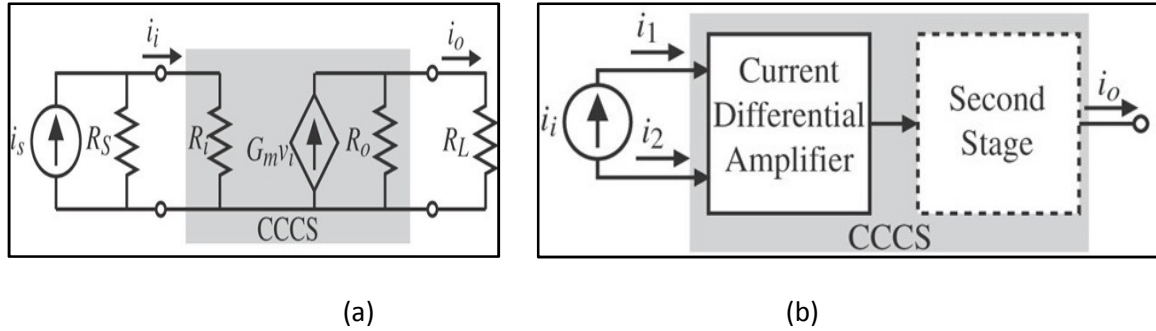 i_i
i_o
i_s
R_S
R_i
G_m v_i
R_o
R_L
CCCS
(a)
i_1
i_i
i_2
Current
Differential
Amplifier
Second
Stage
i_o
CCCS
(b)